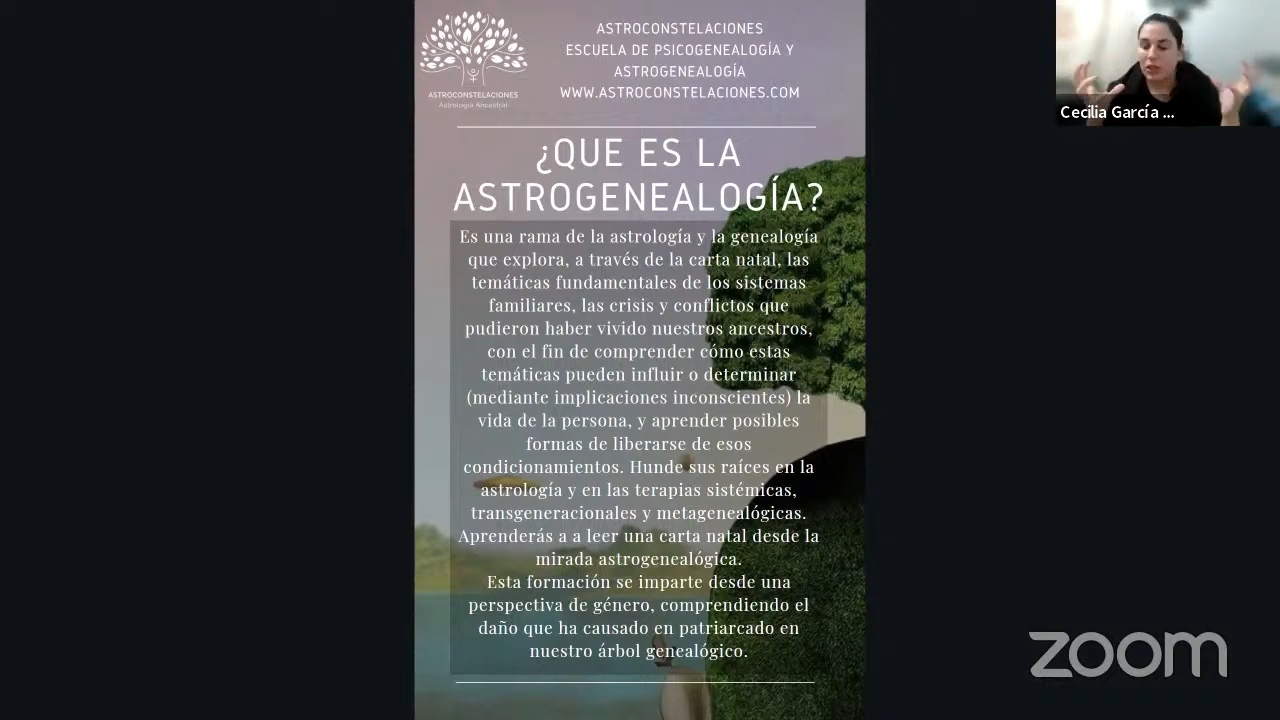 ASTROCONSTELACIONES
Astrología Ancestral
ASTROCONSTELACIONES
ESCUELA DE PSICOGENEALOGÍA Y
ASTROGENEALOGÍA
WWW.ASTROCONSTELACIONES.COM
¿QUE ES LA
ASTROGENEALOGÍA?
Es una rama de la astrología y la genealogía
que explora, a través de la carta natal, las
temáticas fundamentales de los sistemas
familiares, las crisis y conflictos que
pudieron haber vivido nuestros ancestros,
con el fin de comprender cómo estas
temáticas pueden influir o determinar
(mediante implicaciones inconscientes) la
vida de la persona, y aprender posibles
formas de liberarse de esos
condicionamientos. Hunde sus raíces en la
astrología y en las terapias sistémicas,
transgeneracionales y metagenealógicas.
Aprenderás a a leer una carta natal desde la
mirada astrogenealógica.
Esta formación se imparte desde una
perspectiva de género, comprendiendo el
daño que ha causado en patriarcado en
nuestro árbol genealógico.
Cecilia García ...
zoom